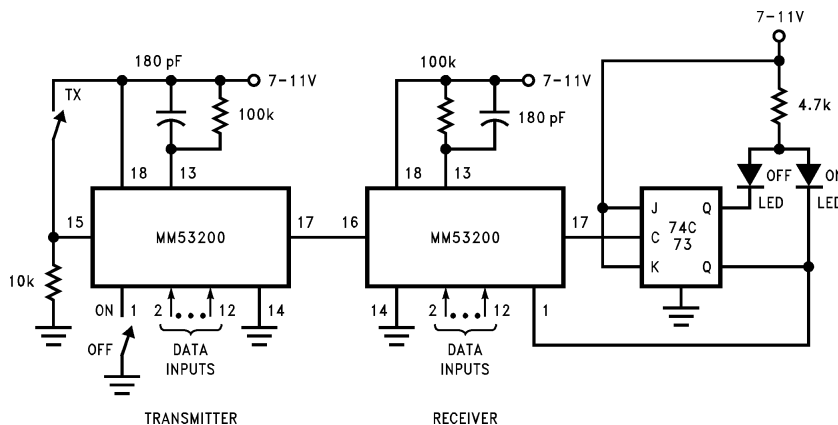 7-11V
180 pF
7-11V
TX
100k
18
13
15
MM53200
17
10k
ON
1
2
12
14
OFF
DATA
INPUTS
TRANSMITTER
100k
7-11V
180 pF
18
13
16
MM53200
17
14
2
12
1
DATA
INPUTS
RECEIVER
4.7k
OFF
LED
ON
LED
J
Q
74C
73
C
K
Q